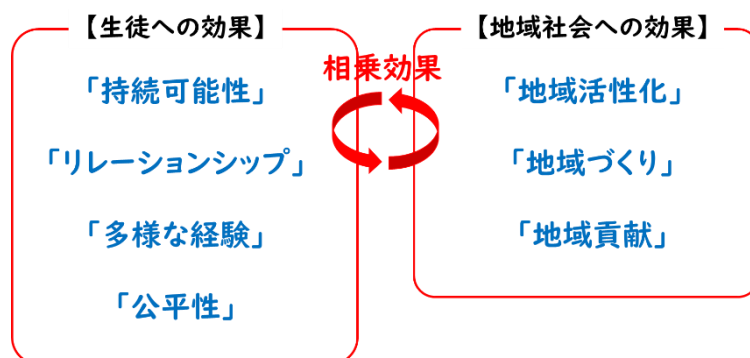 【生徒への効果】
「持続可能性」
「リレーションシップ」
「多様な経験」
「公平性」
相乗効果
【地域社会への効果】
「地域活性化」
「地域づくり」
「地域貢献」